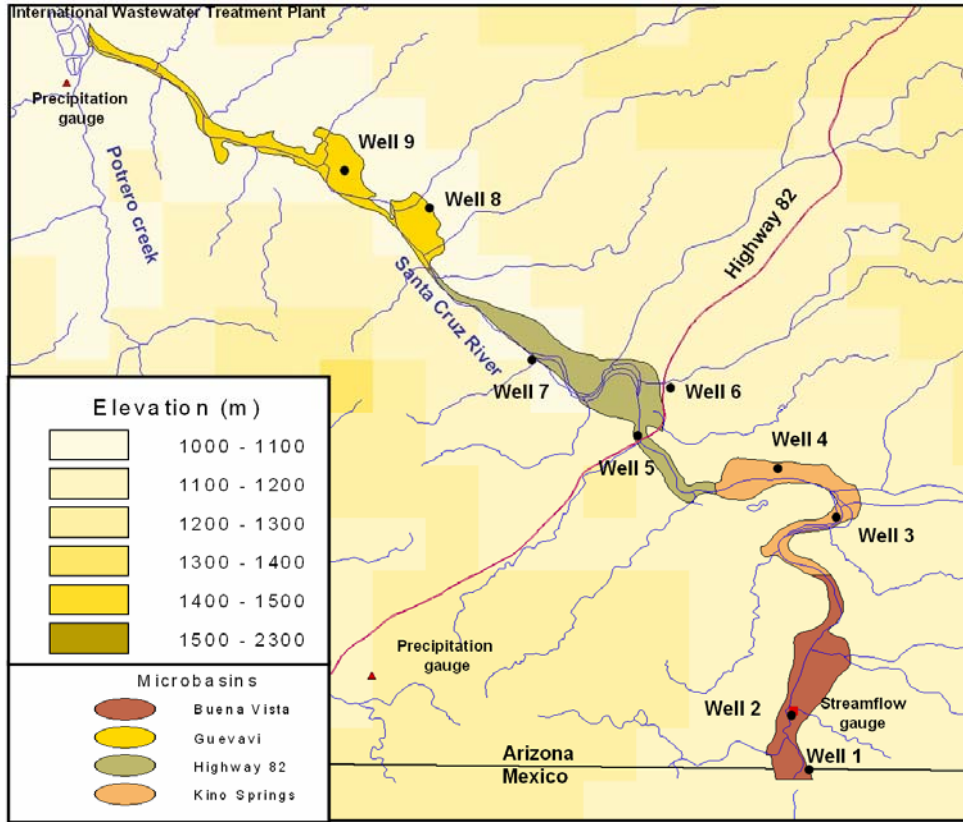 International Wastewater Treatment Plant
Precipitation
gauge
Potrero creek
Well 9
Well 8
Santa Cruz River
Highway 82
Well 7
Well 6
Well 5
Well 4
Well 3
Precipitation
gauge
Well 2
Streamflow
gauge
Well 1
Arizona
Mexico
Elevation (m)
1000 - 1100
1100 - 1200
1200 - 1300
1300 - 1400
1400 - 1500
1500 - 2300
Microbasins
Buena Vista
Guevavi
Highway 82
Kino Springs